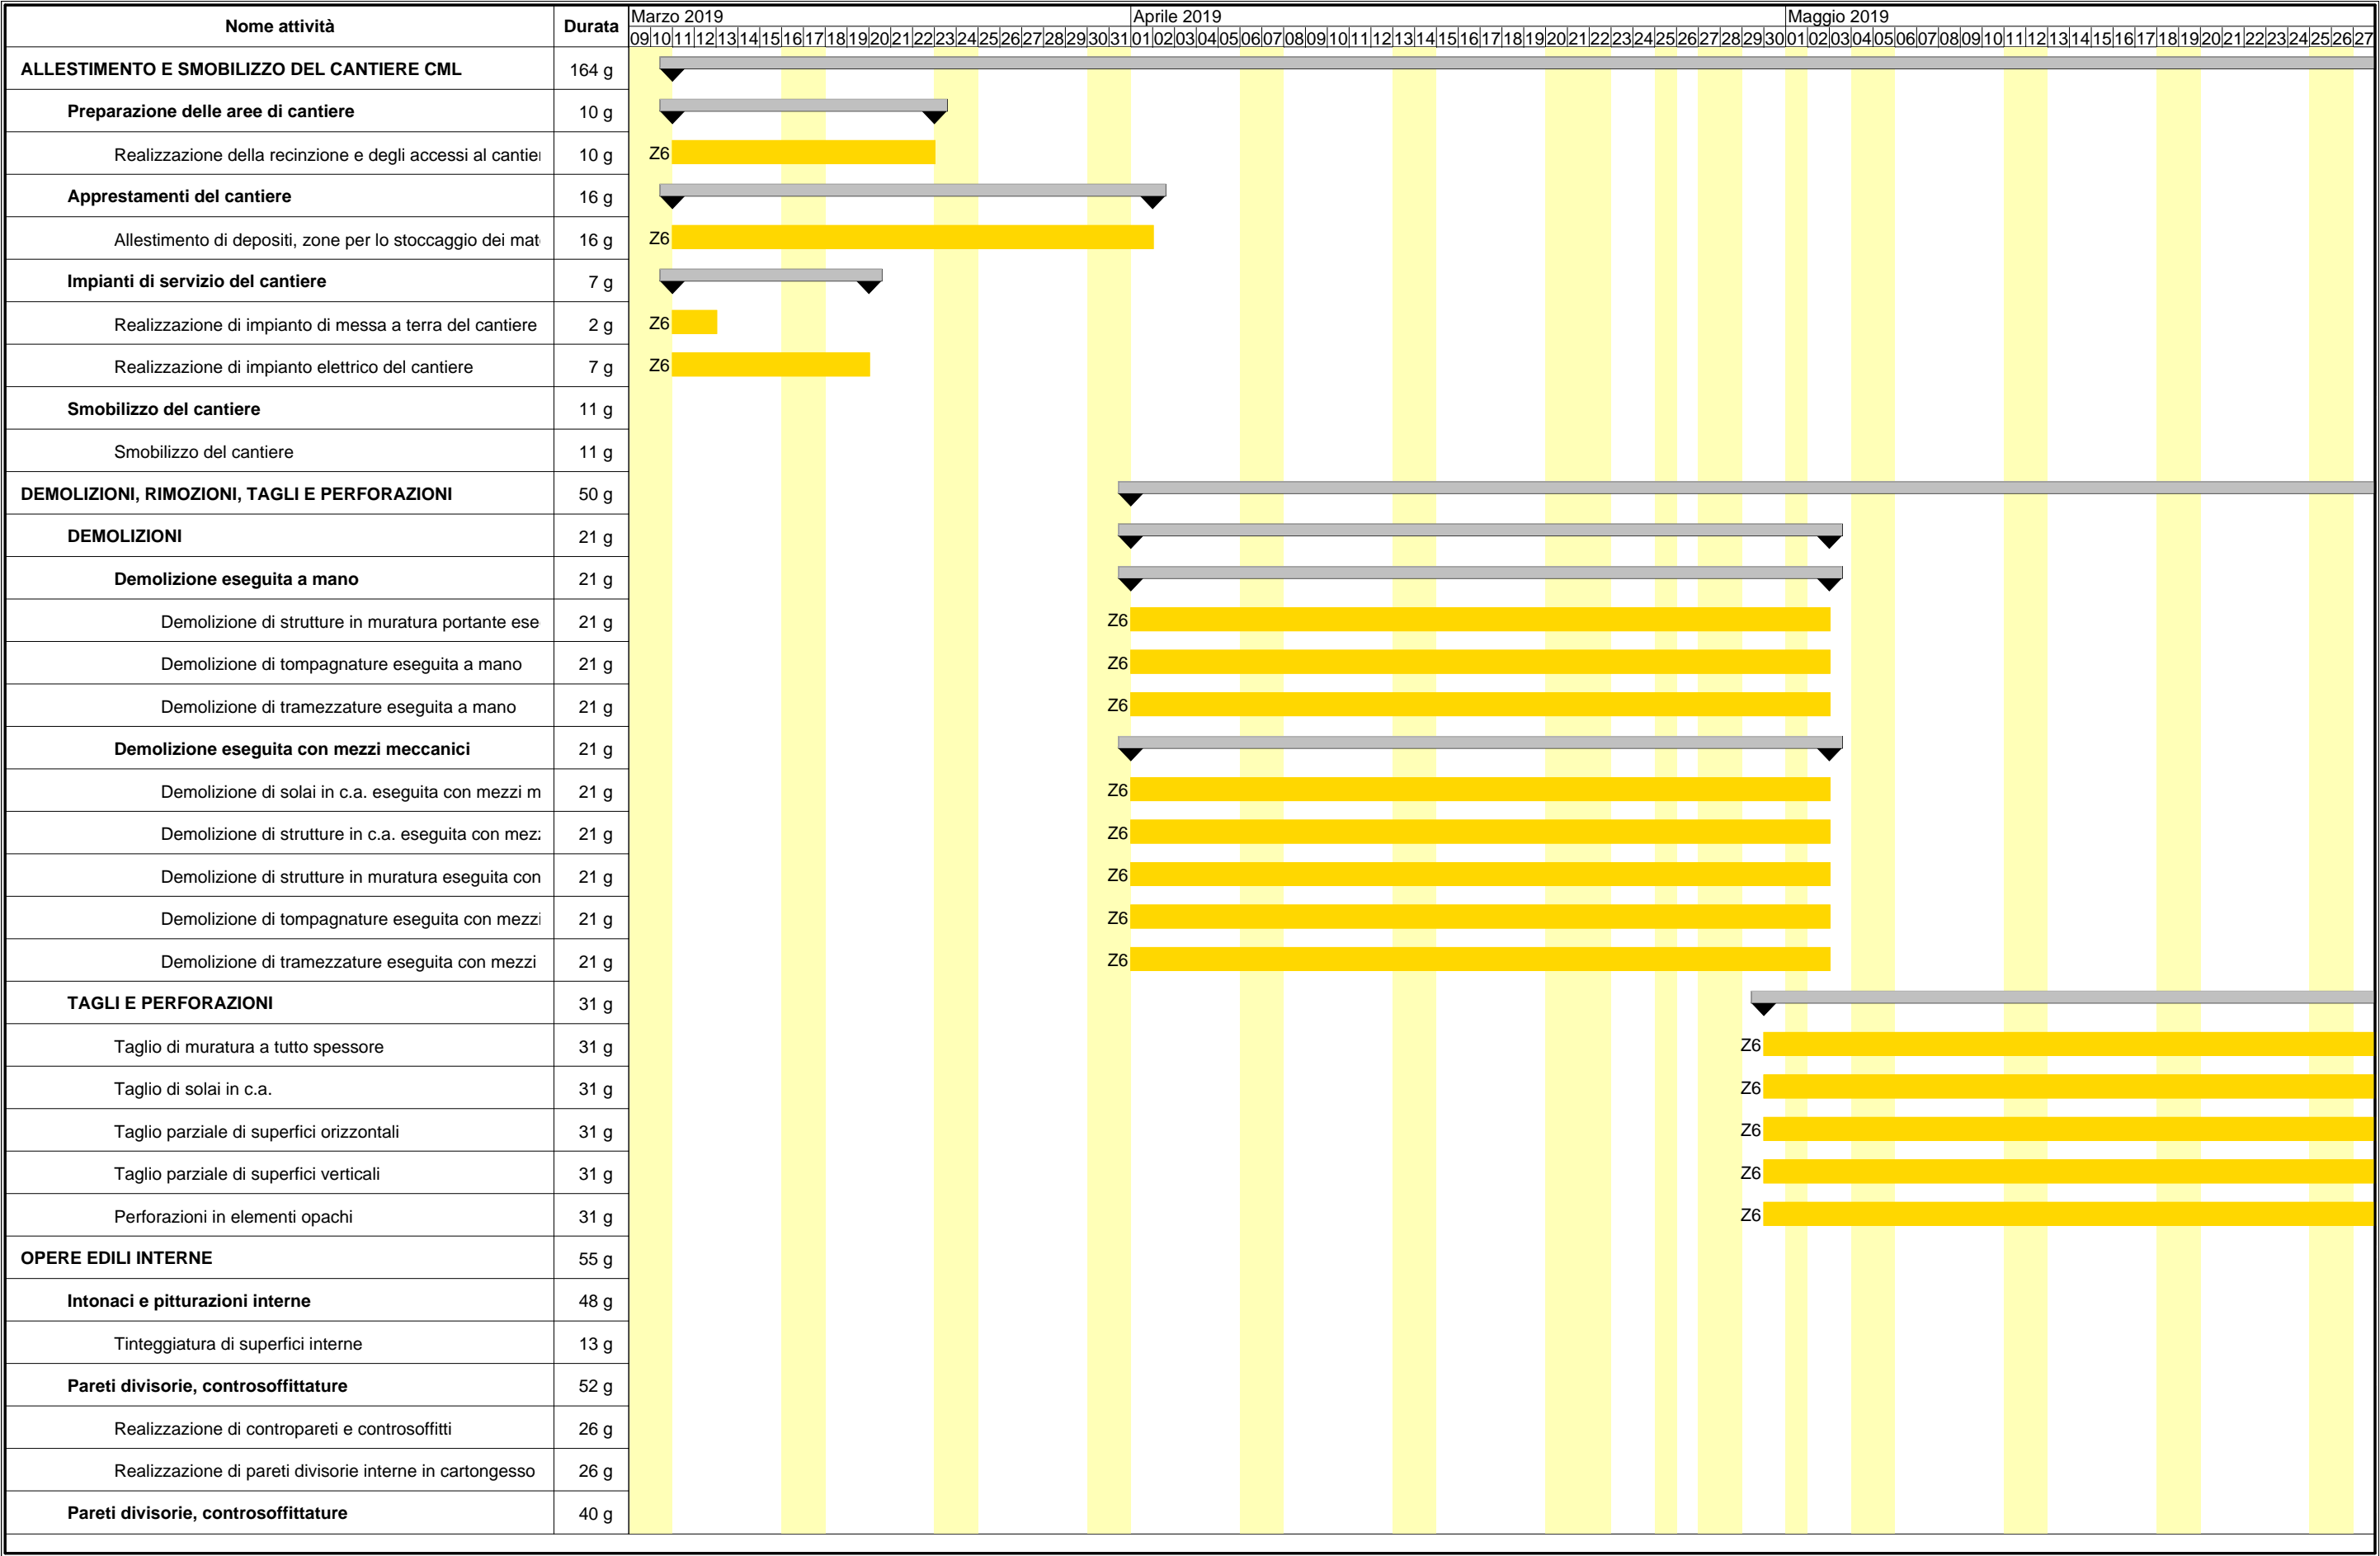 Nome attività Durata Marzo 2019 Aprile 2019 Maggio 2019
09 10 11 12 13 14 15 16 17 18 19 20 21 22 23 24 25 26 27 28 29 30 31 01 02 03 04 05 06 07 08 09 10 11 12 13 14 15 16 17 18 19 20 21 22 23 24 25 26 27 28 29 30 01 02 03 04 05 06 07 08 09 10 11 12 13 14 15 16 17 18 19 20 21 22 23 24 25 26 27
ALLESTIMENTO E SMOBILIZZO DEL CANTIERE CML 164 g
Preparazione delle aree di cantiere 10 g
Realizzazione della recinzione e degli accessi al cantier 10 g Z6
Apprestamenti del cantiere 16 g
Allestimento di depositi, zone per lo stoccaggio dei mat 16 g Z6
Impianti di servizio del cantiere 7 g
Realizzazione di impianto di messa a terra del cantiere 2 g Z6
Realizzazione di impianto elettrico del cantiere 7 g Z6
Smobilizzo del cantiere 11 g
Smobilizzo del cantiere 11 g
DEMOLIZIONI, RIMOZIONI, TAGLI E PERFORAZIONI 50 g
DEMOLIZIONI 21 g
Demolizione eseguita a mano 21 g
Demolizione di strutture in muratura portante ese 21 g Z6
Demolizione di tompagnature eseguita a mano 21 g Z6
Demolizione di tramezzature eseguita a mano 21 g Z6
Demolizione eseguita con mezzi meccanici 21 g
Demolizione di solai in c.a. eseguita con mezzi m 21 g Z6
Demolizione di strutture in c.a. eseguita con mezz 21 g Z6
Demolizione di strutture in muratura eseguita con 21 g Z6
Demolizione di tompagnature eseguita con mezzi 21 g Z6
Demolizione di tramezzature eseguita con mezzi 21 g Z6
TAGLI E PERFORAZIONI 31 g
Taglio di muratura a tutto spessore 31 g Z6
Taglio di solai in c.a. 31 g Z6
Taglio parziale di superfici orizzontali 31 g Z6
Taglio parziale di superfici verticali 31 g Z6
Perforazioni in elementi opachi 31 g Z6
OPERE EDILI INTERNE 55 g
Intonaci e pitturazioni interne 48 g
Tinteggiatura di superfici interne 13 g
Pareti divisorie, controsoffittature 52 g
Realizzazione di contropareti e controsoffitti 26 g
Realizzazione di pareti divisorie interne in cartongesso 26 g
Pareti divisorie, controsoffittature 40 g